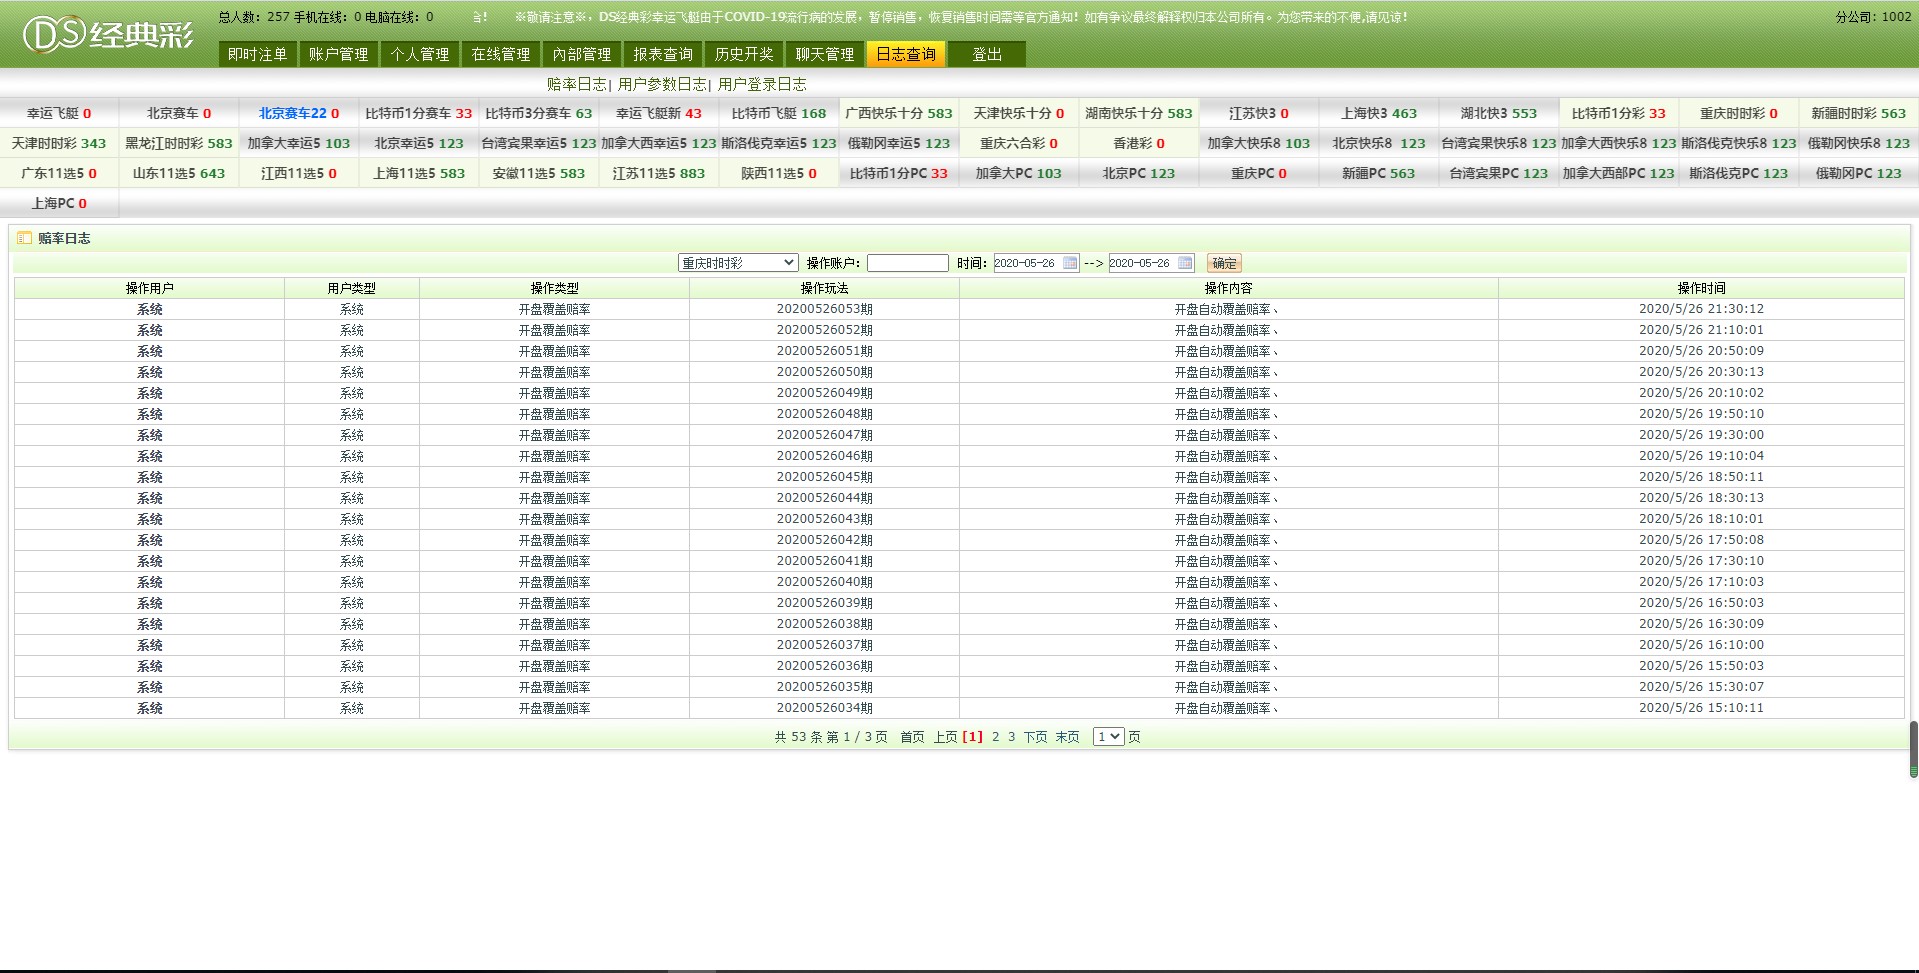 DS经典彩
总人数：257 手机在线：0 电脑在线：0 ※敬请注意※，DS经典彩幸运飞艇由于COVID-19流行病的发展，暂停销售，恢复销售时间需等官方通知！如有争议最终解释权归本公司所有。为您带来的不便,请见谅！ 分公司：1002
即时注单 账户管理 个人管理 在线管理 内部管理 报表查询 历史开奖 聊天管理 日志查询 登出
赔率日志| 用户参数日志| 用户登录日志
幸运飞艇 0 北京赛车 0 北京赛车22 0 比特币1分赛车 33 比特币3分赛车 63 幸运飞艇新 43 比特币飞艇 168 广西快乐十分 583 天津快乐十分 0 湖南快乐十分 583 江苏快3 0 上海快3 463 湖北快3 553 比特币1分彩 33 重庆时时彩 0 新疆时时彩 563
天津时时彩 343 黑龙江时时彩 583 加拿大幸运5 103 北京幸运5 123 台湾宾果幸运5 123 加拿大西幸运5 123 斯洛伐克幸运5 123 俄勒冈幸运5 123 重庆六合彩 0 香港彩 0 加拿大快乐8 103 北京快乐8 123 台湾宾果快乐8 123 加拿大西快乐8 123 斯洛伐克快乐8 123 俄勒冈快乐8 123
广东11选5 0 山东11选5 643 江西11选5 0 上海11选5 583 安徽11选5 583 江苏11选5 883 陕西11选5 0 比特币1分PC 33 加拿大PC 103 北京PC 123 重庆PC 0 新疆PC 563 台湾宾果PC 123 加拿大西部PC 123 斯洛伐克PC 123 俄勒冈PC 123
上海PC 0
赔率日志
重庆时时彩 操作账户： 时间： 2020-05-26 --> 2020-05-26 确定
操作用户 用户类型 操作类型 操作玩法 操作内容 操作时间
系统 系统 开盘覆盖赔率 20200526053期 开盘自动覆盖赔率、 2020/5/26 21:30:12
系统 系统 开盘覆盖赔率 20200526052期 开盘自动覆盖赔率、 2020/5/26 21:10:01
系统 系统 开盘覆盖赔率 20200526051期 开盘自动覆盖赔率、 2020/5/26 20:50:09
系统 系统 开盘覆盖赔率 20200526050期 开盘自动覆盖赔率、 2020/5/26 20:30:13
系统 系统 开盘覆盖赔率 20200526049期 开盘自动覆盖赔率、 2020/5/26 20:10:02
系统 系统 开盘覆盖赔率 20200526048期 开盘自动覆盖赔率、 2020/5/26 19:50:10
系统 系统 开盘覆盖赔率 20200526047期 开盘自动覆盖赔率、 2020/5/26 19:30:00
系统 系统 开盘覆盖赔率 20200526046期 开盘自动覆盖赔率、 2020/5/26 19:10:04
系统 系统 开盘覆盖赔率 20200526045期 开盘自动覆盖赔率、 2020/5/26 18:50:11
系统 系统 开盘覆盖赔率 20200526044期 开盘自动覆盖赔率、 2020/5/26 18:30:13
系统 系统 开盘覆盖赔率 20200526043期 开盘自动覆盖赔率、 2020/5/26 18:10:01
系统 系统 开盘覆盖赔率 20200526042期 开盘自动覆盖赔率、 2020/5/26 17:50:08
系统 系统 开盘覆盖赔率 20200526041期 开盘自动覆盖赔率、 2020/5/26 17:30:10
系统 系统 开盘覆盖赔率 20200526040期 开盘自动覆盖赔率、 2020/5/26 17:10:03
系统 系统 开盘覆盖赔率 20200526039期 开盘自动覆盖赔率、 2020/5/26 16:50:03
系统 系统 开盘覆盖赔率 20200526038期 开盘自动覆盖赔率、 2020/5/26 16:30:09
系统 系统 开盘覆盖赔率 20200526037期 开盘自动覆盖赔率、 2020/5/26 16:10:00
系统 系统 开盘覆盖赔率 20200526036期 开盘自动覆盖赔率、 2020/5/26 15:50:03
系统 系统 开盘覆盖赔率 20200526035期 开盘自动覆盖赔率、 2020/5/26 15:30:07
系统 系统 开盘覆盖赔率 20200526034期 开盘自动覆盖赔率、 2020/5/26 15:10:11
共 53 条 第 1 / 3 页 首页 上页 [1] 2 3 下页 末页 1 页